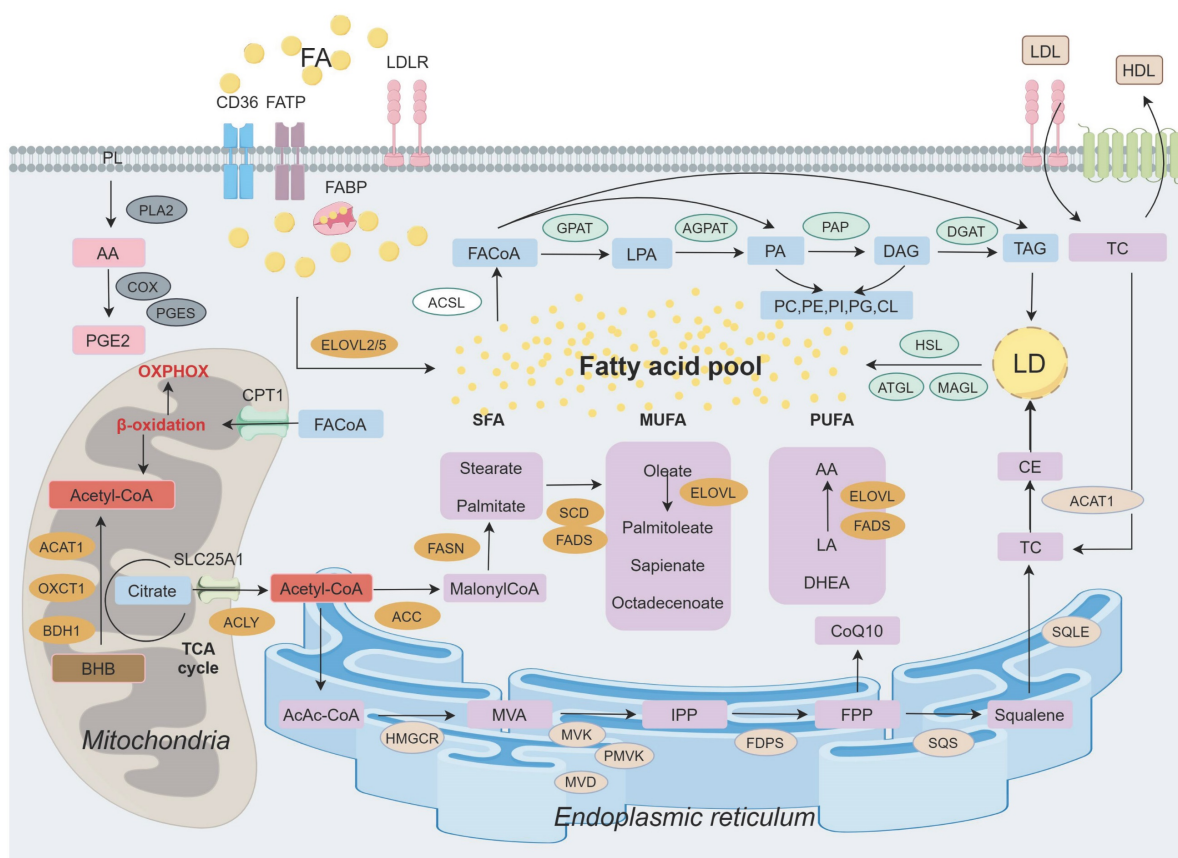 FA
LDLR
LDL
HDL
CD36
FATP
PL
FABP
PLA2
AA
COX
PGES
PGE2
GPAT
AGPAT
PAP
DGAT
FACoA
LPA
PA
DAG
TAG
TC
ACSL
PC,PE,PI,PG,CL
ELOVL2/5
Fatty acid pool
HSL
ATGL
MAGL
LD
SFA
MUFA
PUFA
OXPHOX
CPT1
β-oxidation
FACoA
Acetyl-CoA
ACAT1
OXCT1
BDH1
BHB
SLC25A1
Citrate
ACLY
TCA
cycle
Mitochondria
Acetyl-CoA
ACC
MalonylCoA
FASN
Stearate
Palmitate
SCD
FADS
Oleate
ELOVL
Palmitoleate
Sapienate
Octadecenoate
AA
ELOVL
FADS
LA
DHEA
CE
ACAT1
TC
CoQ10
SQLE
AcAc-CoA
MVA
IPP
FPP
Squalene
HMGCR
MVK
PMVK
MVD
FDPS
SQS
Endoplasmic reticulum